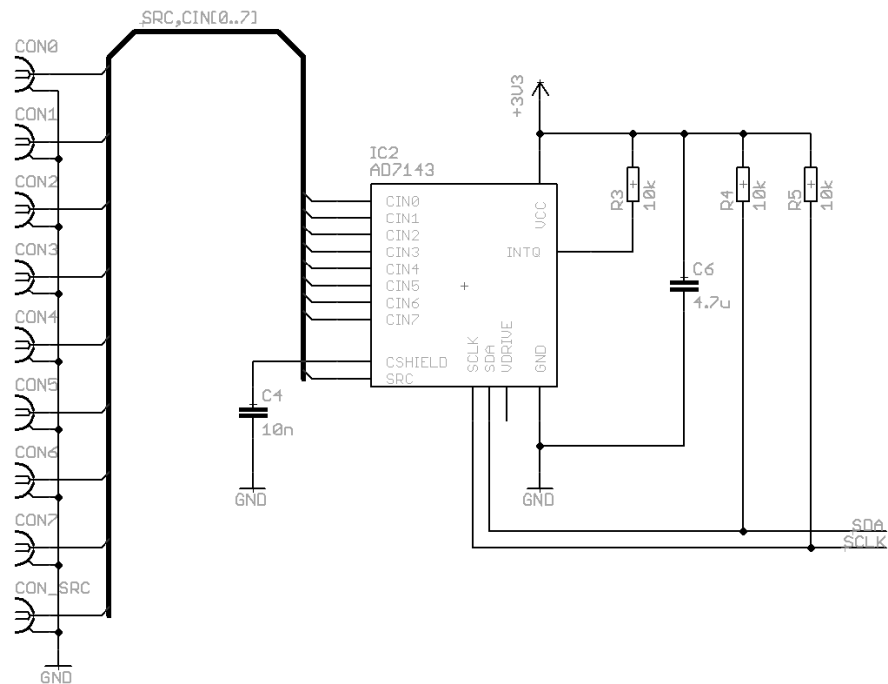 SRC,CIN[0..7]
CON0
CON1
CON2
CON3
CON4
CON5
CON6
CON7
CON_SRC
GND
IC2
AD7143
CIN0
CIN1
CIN2
CIN3
CIN4
CIN5
CIN6
CIN7
CSHIELD
SRC
VCC
INTQ
SCLK
SDA
VDRIVE
GND
C4
10n
GND
+3V3
R3
10k
R4
10k
R5
10k
C6
4.7u
GND
SDA
SCLK